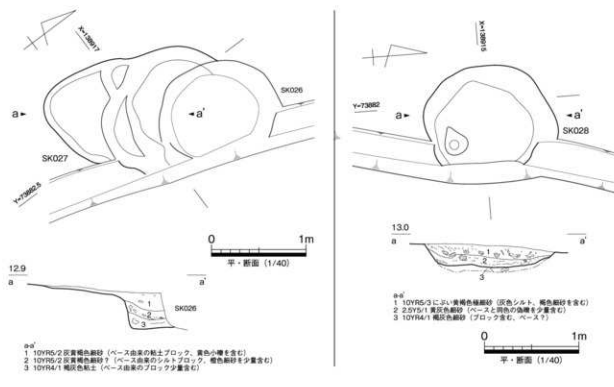 X=138917
SK026
a
a'
SK027
Y=73882.5
0
1m
平・断面（1/40）
12.9
a
a'
1
2
3
SK026
a-a'
1 10YR5/2 灰黄褐色細砂（ベース由来の粘土ブロック、黄色小礫を含む）
2 10YR5/2 灰黄褐色細砂？（ベース由来のシルトブロック、橙色細砂を少量含む）
3 10YR4/1 褐灰色粘土（ベース由来のブロック少量含む）
X=138915
Y=73882
a
a'
SK028
13.0
a
a'
1
2
3
a-a'
1 10YR5/3 にぶい黄褐色極細砂（灰色シルト、褐色細砂を含む）
2 2.5Y5/1 黄灰色細砂（ベースと同色の偽礫を少量含む）
3 10YR4/1 褐灰色細砂（ブロック含む、ベース？）
0
1m
平・断面（1/40）